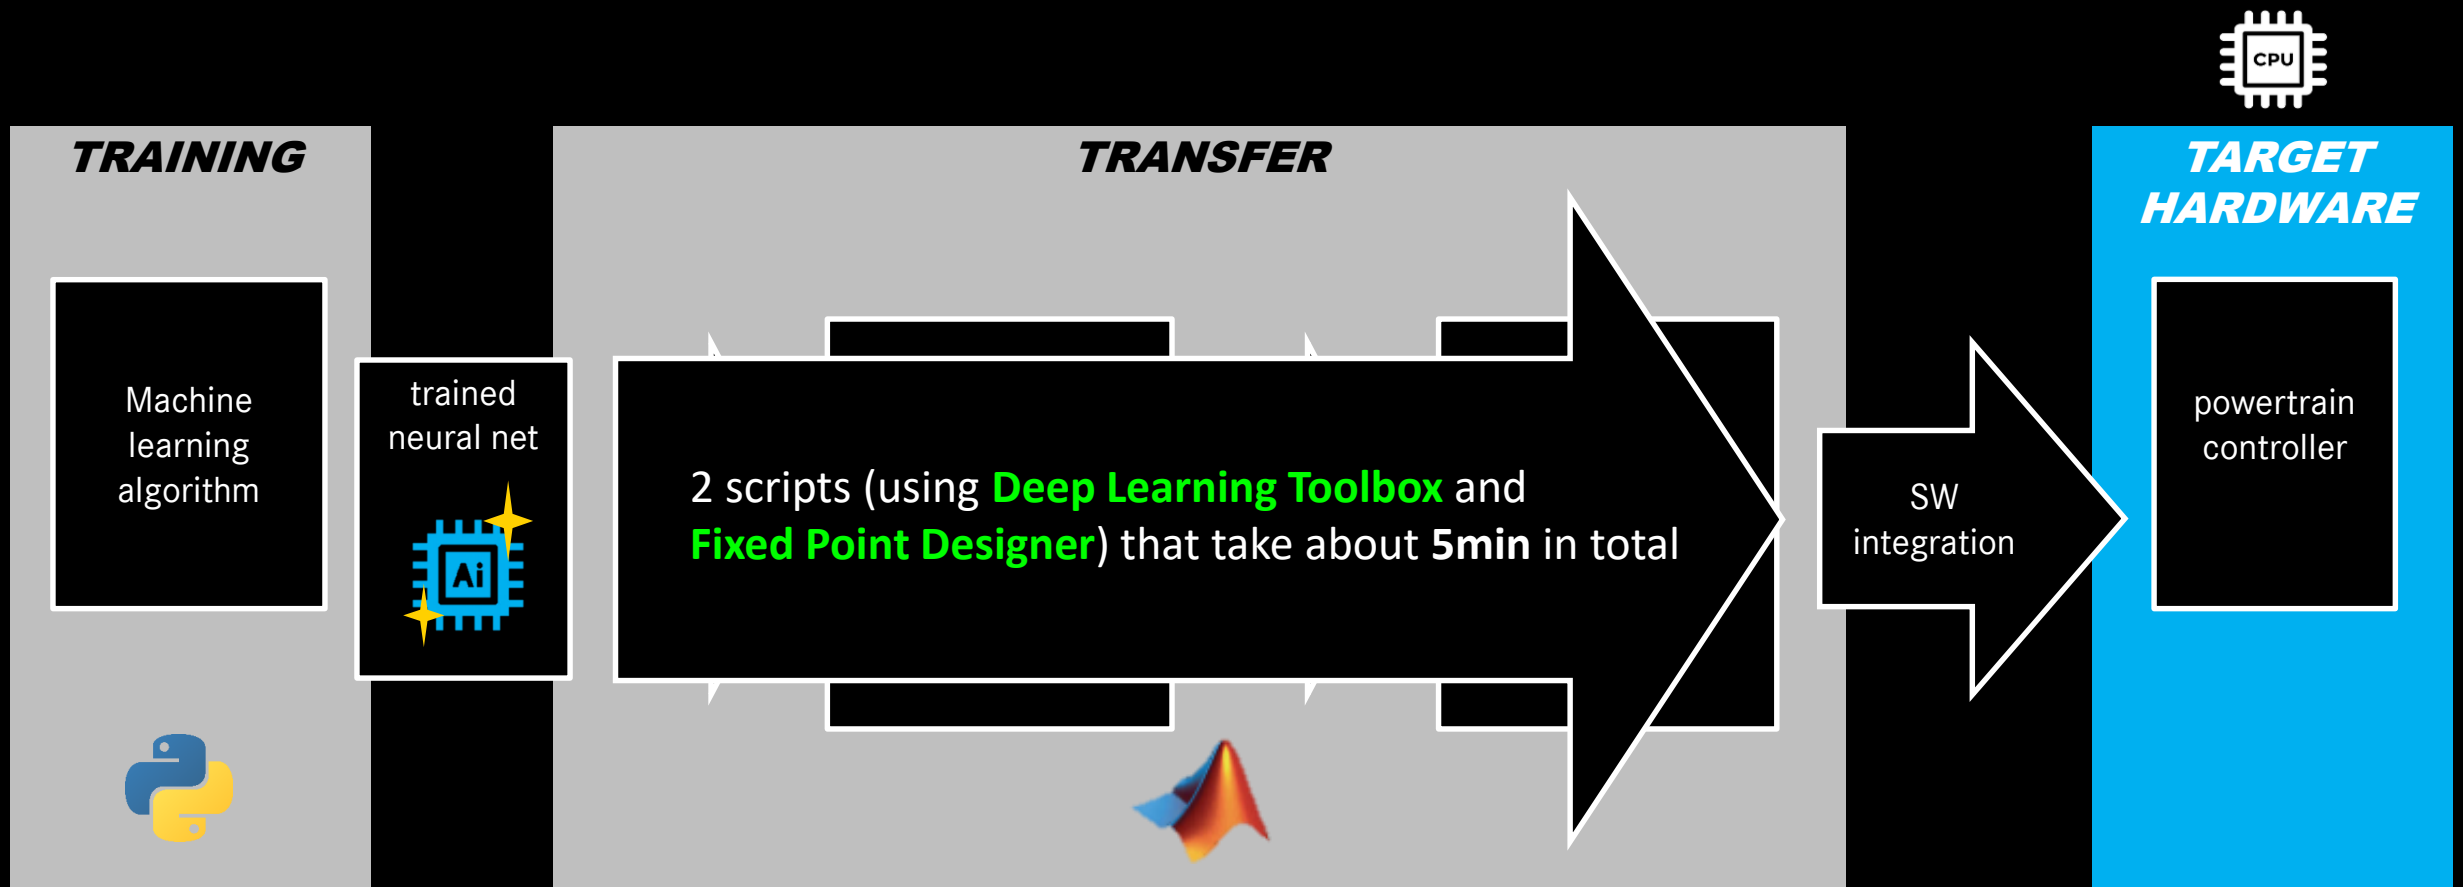 CPU
TRAINING
TRANSFER
TARGET
HARDWARE
Machine
learning
algorithm
trained
neural net
Ai
2 scripts (using Deep Learning Toolbox and
Fixed Point Designer) that take about 5min in total
SW
integration
powertrain
controller